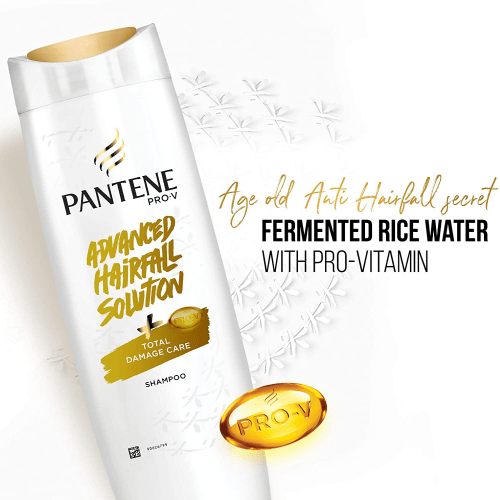 PANTENE
PRO-V
ADVANCED
HAIRFALL
SOLUTION
+
TOTAL
DAMAGE CARE
SHAMPOO
Age old Anti Hairfall secret
FERMENTED RICE WATER
WITH PRO-VITAMIN
PRO-V